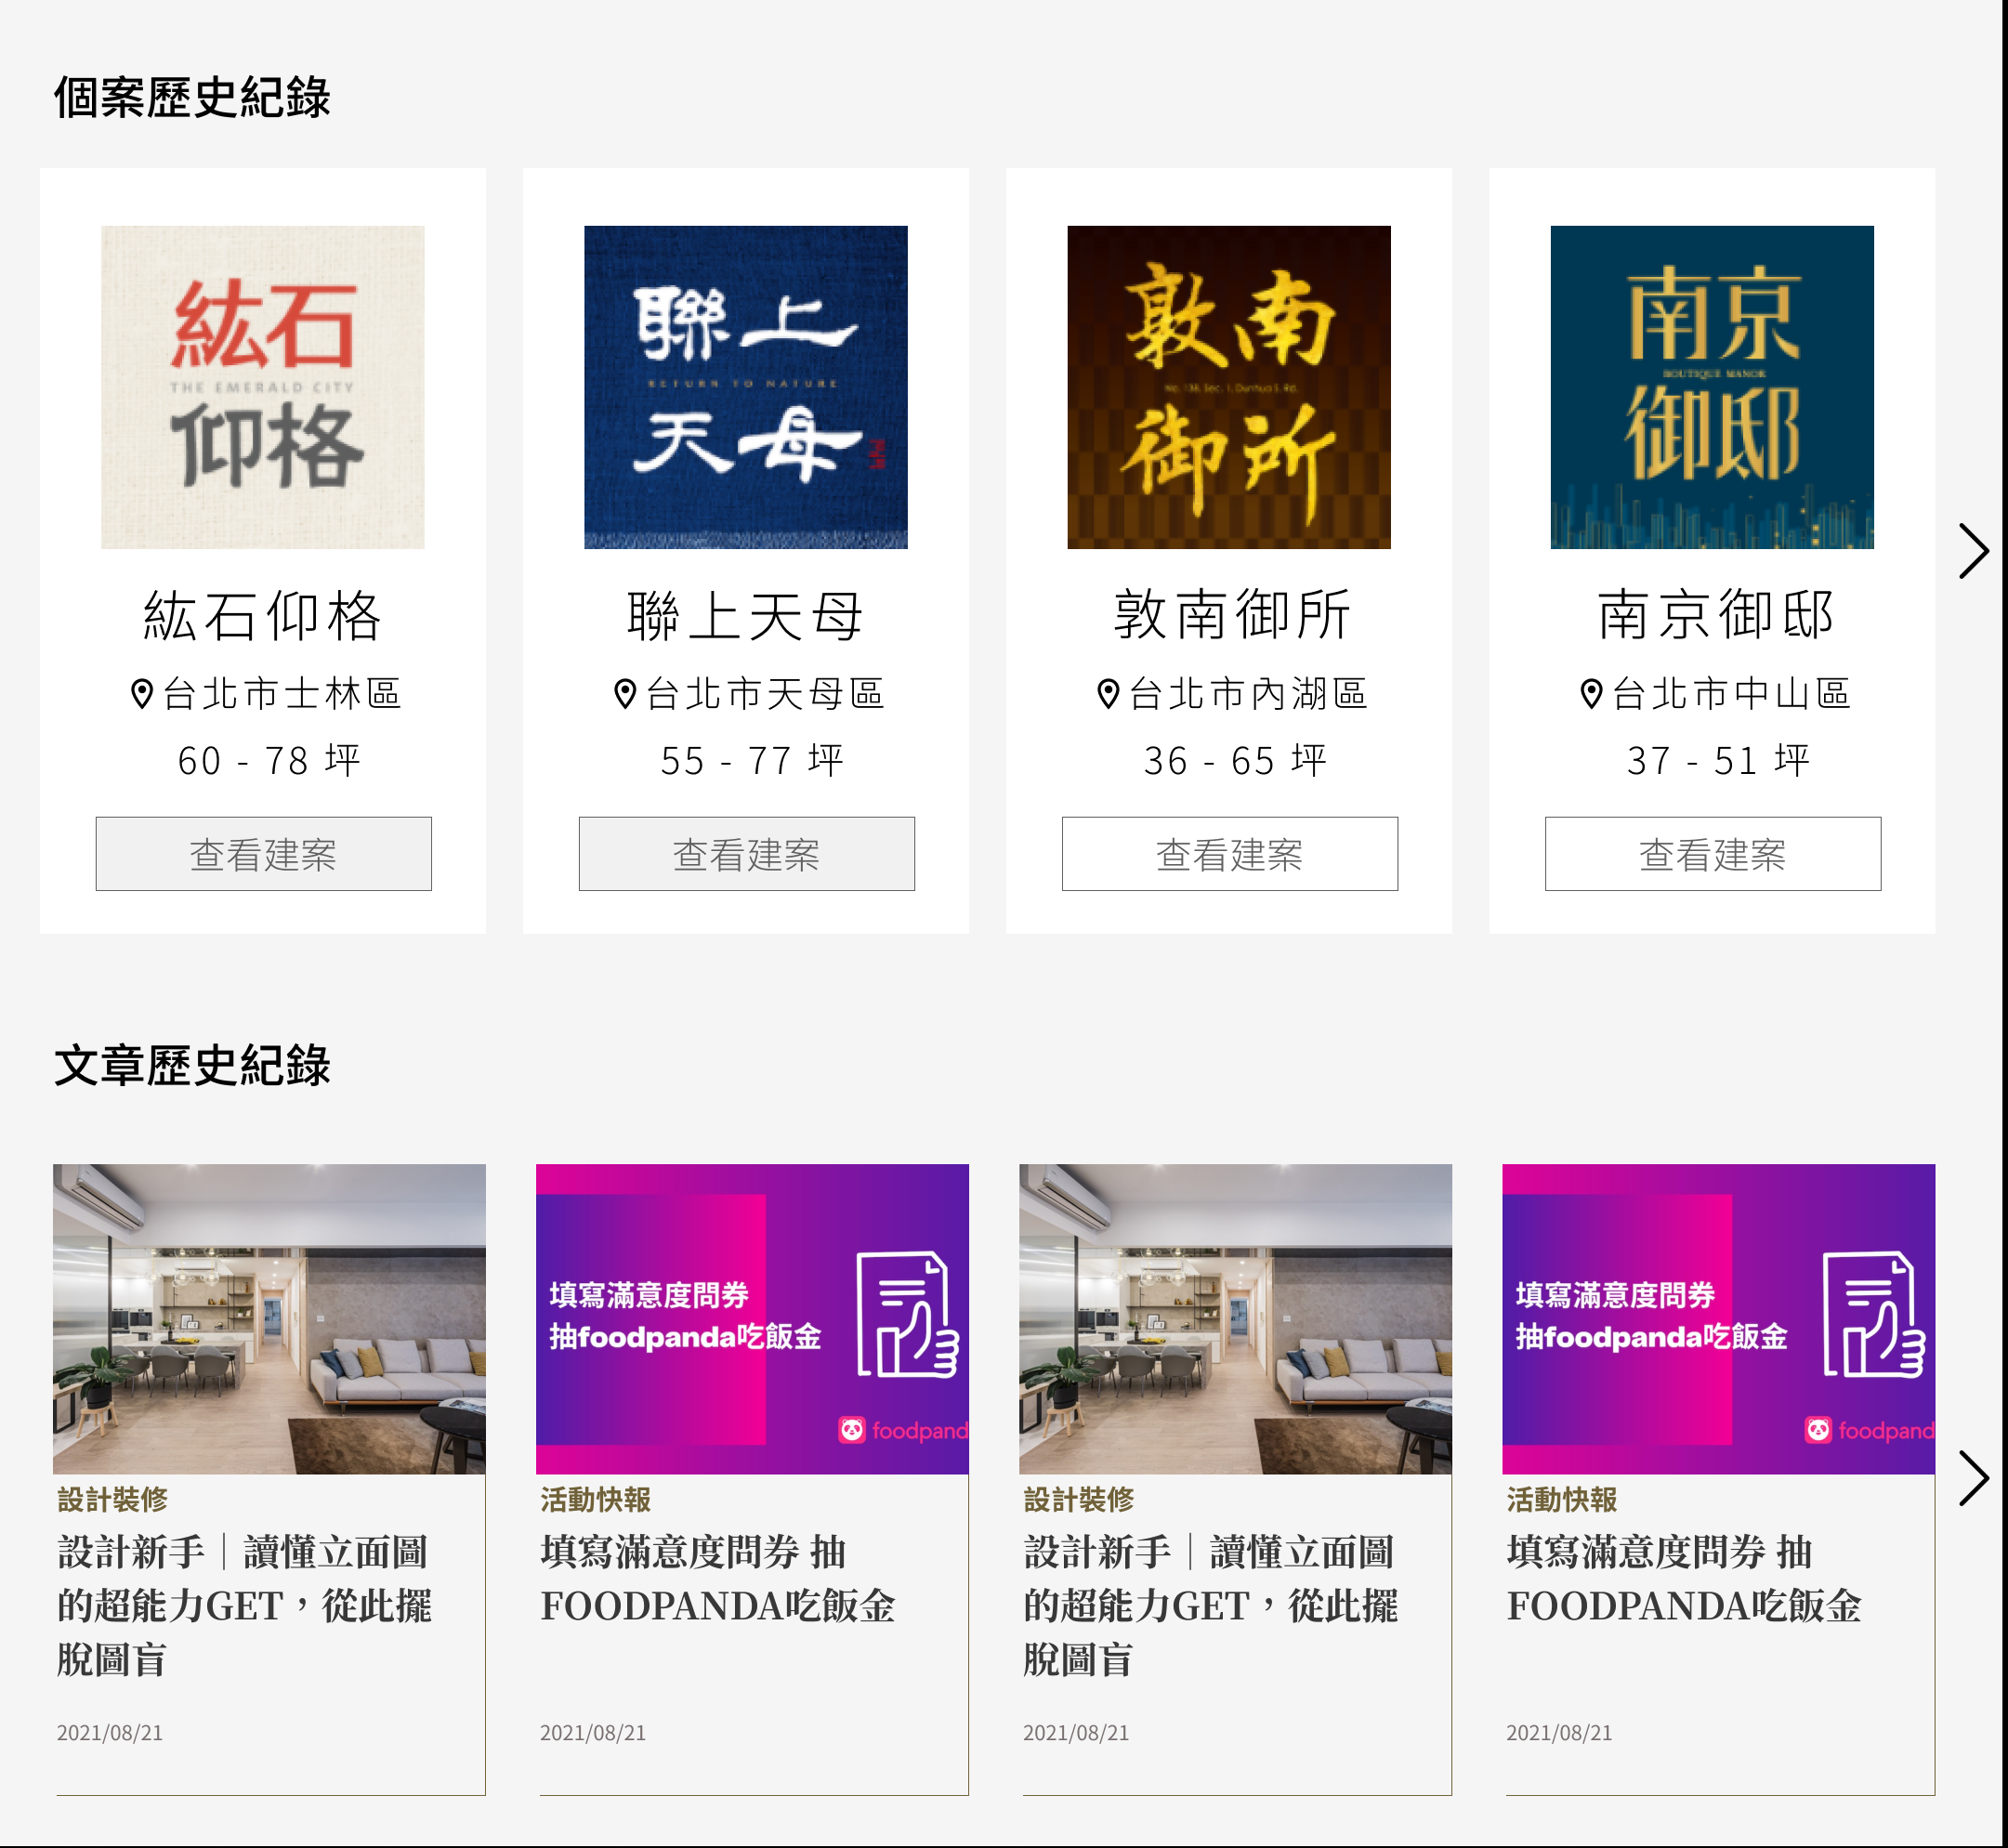 個案歷史紀錄
紘石
THE EMERALD CITY
仰格
紘石仰格
台北市士林區
60 - 78 坪
查看建案
聯上
RETURN TO NATURE
天母
聯上天母
台北市天母區
55 - 77 坪
查看建案
敦南
No. 136, Sec. 1, Dunhua S. Rd.
御所
敦南御所
台北市內湖區
36 - 65 坪
查看建案
南京
BOUTIQUE MANOR
御邸
南京御邸
台北市中山區
37 - 51 坪
查看建案
文章歷史紀錄
設計裝修
設計新手｜讀懂立面圖
的超能力GET，從此擺
脫圖盲
2021/08/21
填寫滿意度問券
抽foodpanda吃飯金
foodpand
活動快報
填寫滿意度問券 抽
FOODPANDA吃飯金
2021/08/21
設計裝修
設計新手｜讀懂立面圖
的超能力GET，從此擺
脫圖盲
2021/08/21
填寫滿意度問券
抽foodpanda吃飯金
foodpand
活動快報
填寫滿意度問券 抽
FOODPANDA吃飯金
2021/08/21